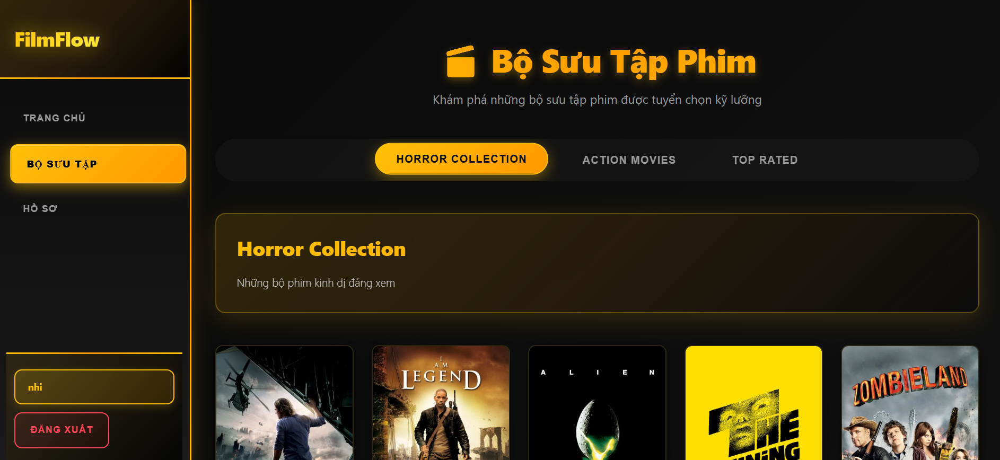 FilmFlow
TRANG CHỦ
BỘ SƯU TẬP
HỒ SƠ
nhi
ĐĂNG XUẤT
Bộ Sưu Tập Phim
Khám phá những bộ sưu tập phim được tuyển chọn kỹ lưỡng
HORROR COLLECTION
ACTION MOVIES
TOP RATED
Horror Collection
Những bộ phim kinh dị đáng xem
I
AM
LEGEND
ALIEN
THE
ZOMBIELAND